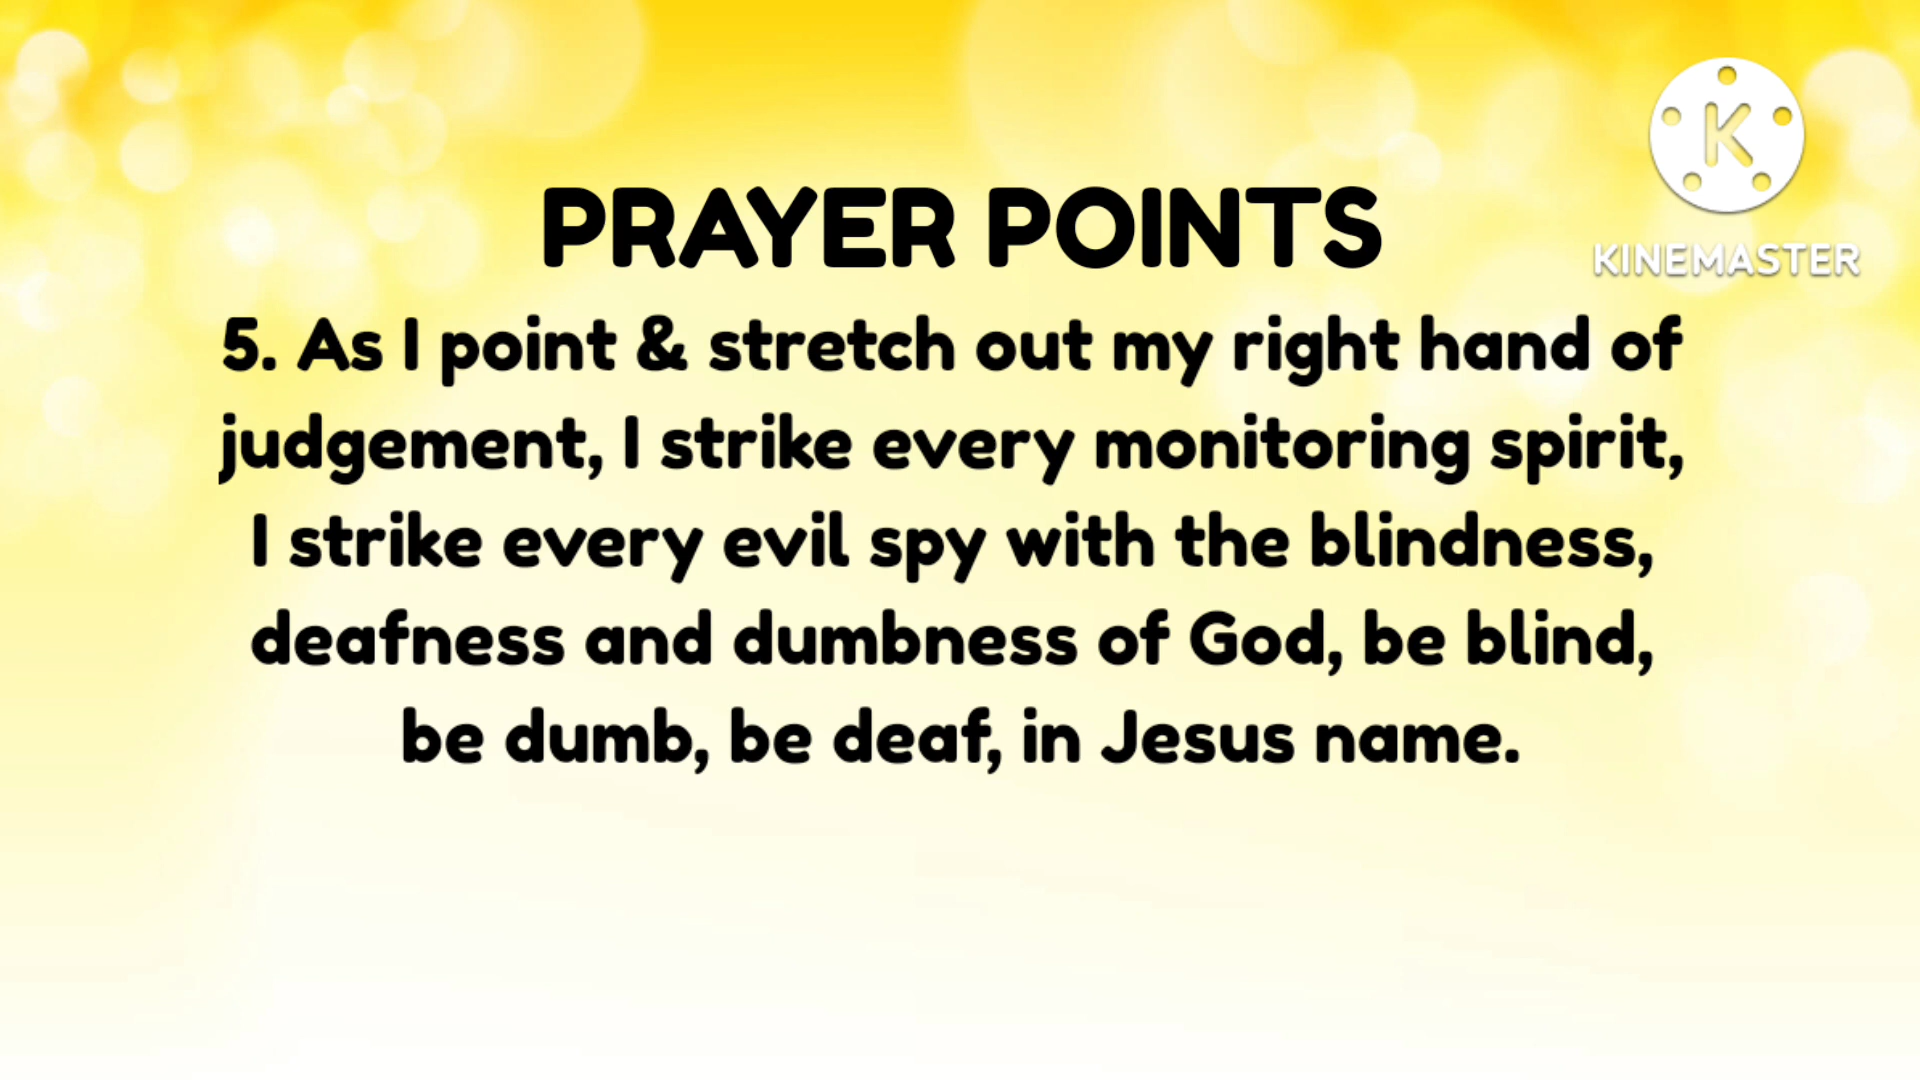 K
KINEMASTER
PRAYER POINTS
5. As I point & stretch out my right hand of
judgement, I strike every monitoring spirit,
I strike every evil spy with the blindness,
deafness and dumbness of God, be blind,
be dumb, be deaf, in Jesus name.